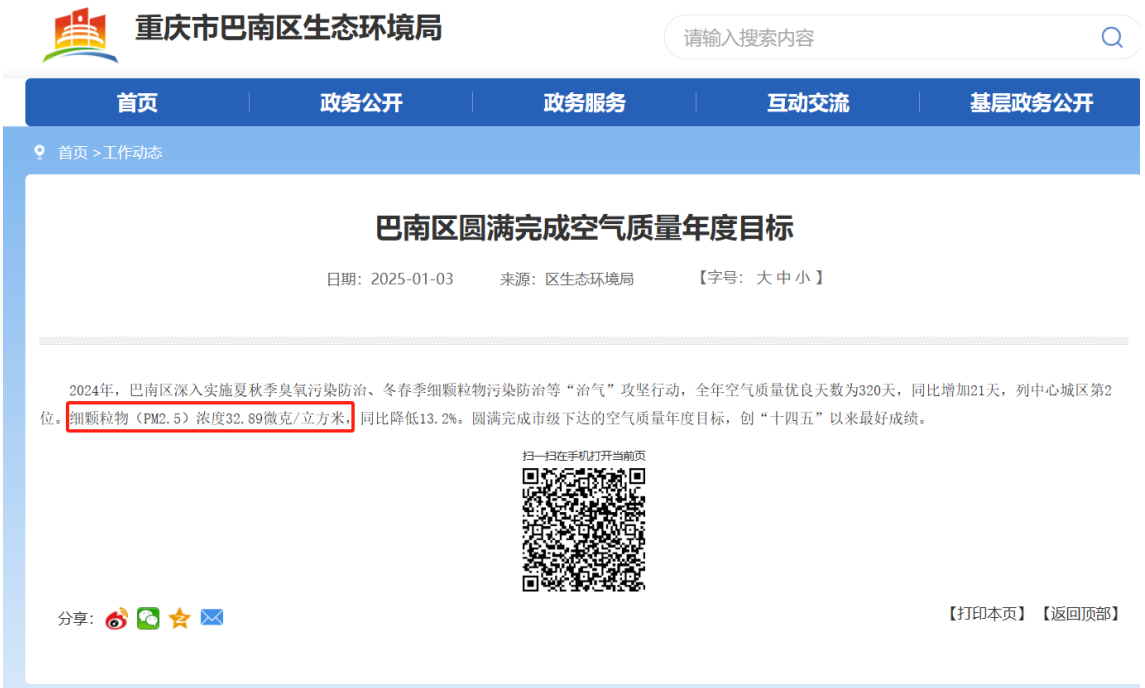 重庆市巴南区生态环境局
请输入搜索内容
首页 政务公开 政务服务 互动交流 基层政务公开
首页 >工作动态
巴南区圆满完成空气质量年度目标
日期：2025-01-03 来源：区生态环境局 【字号：大 中 小 】
2024年，巴南区深入实施夏秋季臭氧污染防治、冬春季细颗粒物污染防治等“治气”攻坚行动，全年空气质量优良天数为320天，同比增加21天，列中心城区第2
位。细颗粒物（PM2.5）浓度32.89微克/立方米，同比降低13.2%。圆满完成市级下达的空气质量年度目标，创“十四五”以来最好成绩。
扫一扫在手机打开当前页
分享：
【打印本页】 【返回顶部】